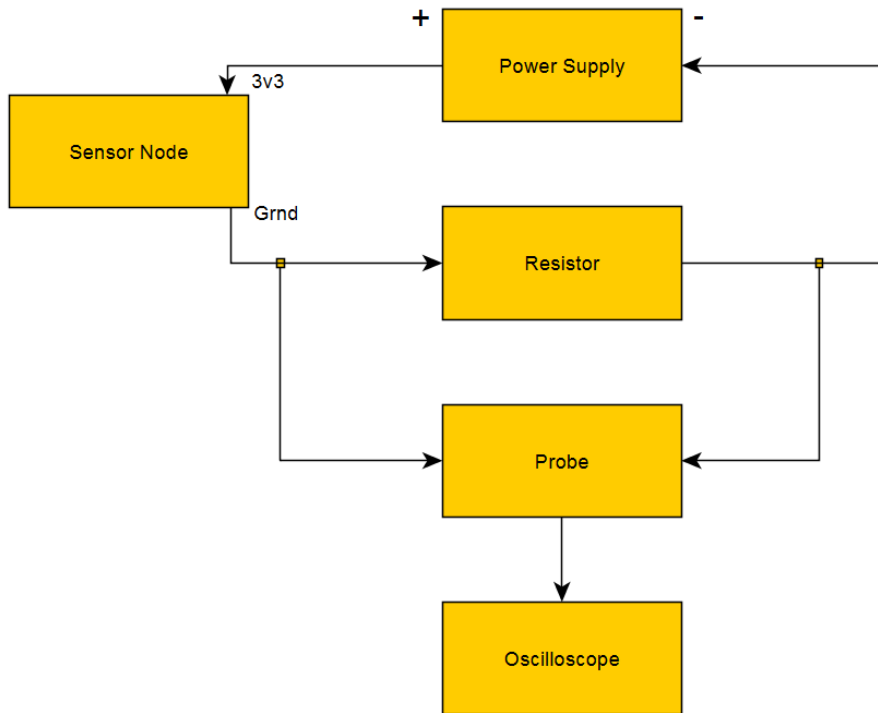 +
Power Supply
-
3v3
Sensor Node
Grnd
Resistor
Probe
Oscilloscope